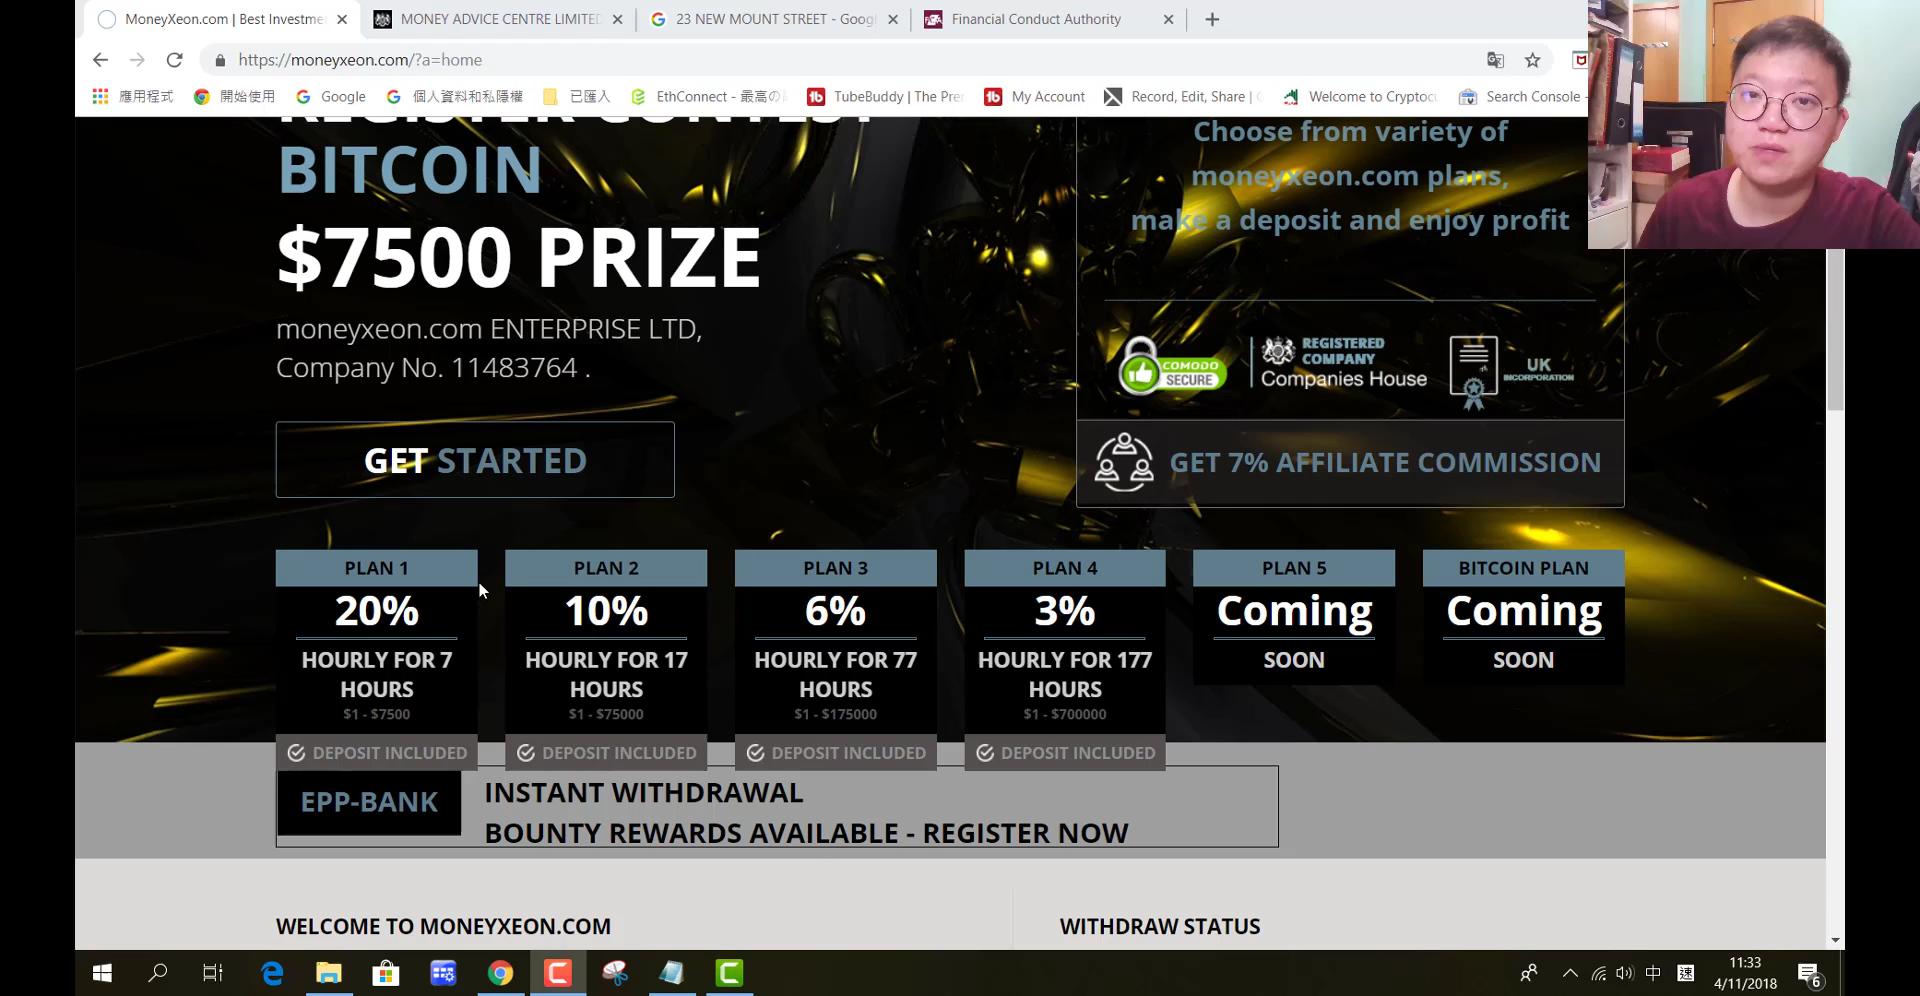 MoneyXeon.com | Best Investme
MONEY ADVICE CENTRE LIMITED
23 NEW MOUNT STREET - Goog
Financial Conduct Authority
https://moneyxeon.com/?a=home
應用程式
開始使用
Google
個人資料和私隱權
已匯入
EthConnect - 最高の
TubeBuddy | The Pre
My Account
Record, Edit, Share |
Welcome to Cryptoc
Search Console -
REGISTER CONTEST
BITCOIN
$7500 PRIZE
moneyxeon.com ENTERPRISE LTD,
Company No. 11483764 .
GET STARTED
Choose from variety of
moneyxeon.com plans,
make a deposit and enjoy profit
COMODO
SECURE
REGISTERED
COMPANY
Companies House
UK
INCORPORATION
GET 7% AFFILIATE COMMISSION
PLAN 1
20%
HOURLY FOR 7
HOURS
$1 - $7500
DEPOSIT INCLUDED
PLAN 2
10%
HOURLY FOR 17
HOURS
$1 - $75000
DEPOSIT INCLUDED
PLAN 3
6%
HOURLY FOR 77
HOURS
$1 - $175000
DEPOSIT INCLUDED
PLAN 4
3%
HOURLY FOR 177
HOURS
$1 - $700000
DEPOSIT INCLUDED
PLAN 5
Coming
SOON
BITCOIN PLAN
Coming
SOON
EPP-BANK
INSTANT WITHDRAWAL
BOUNTY REWARDS AVAILABLE - REGISTER NOW
WELCOME TO MONEYXEON.COM
WITHDRAW STATUS
中
速
11:33
4/11/2018
6